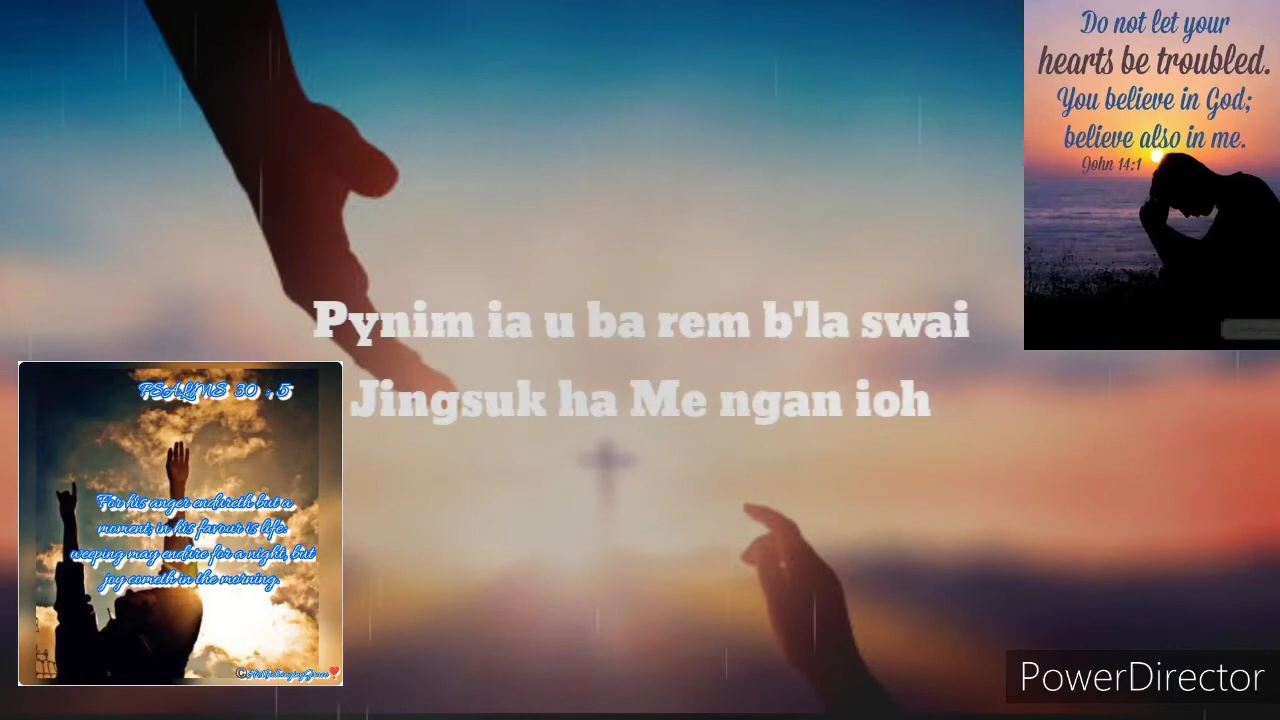 Do not let your
hearts be troubled.
You believe in God;
believe also in me.
John 14:1
Pynim ia u ba rem b'la swai
Jingsuk ha Me ngan ioh
PSALMS 30 : 5
For his anger endureth but a
moment; in his favour is life:
weeping may endure for a night, but
joy cometh in the morning.
PowerDirector